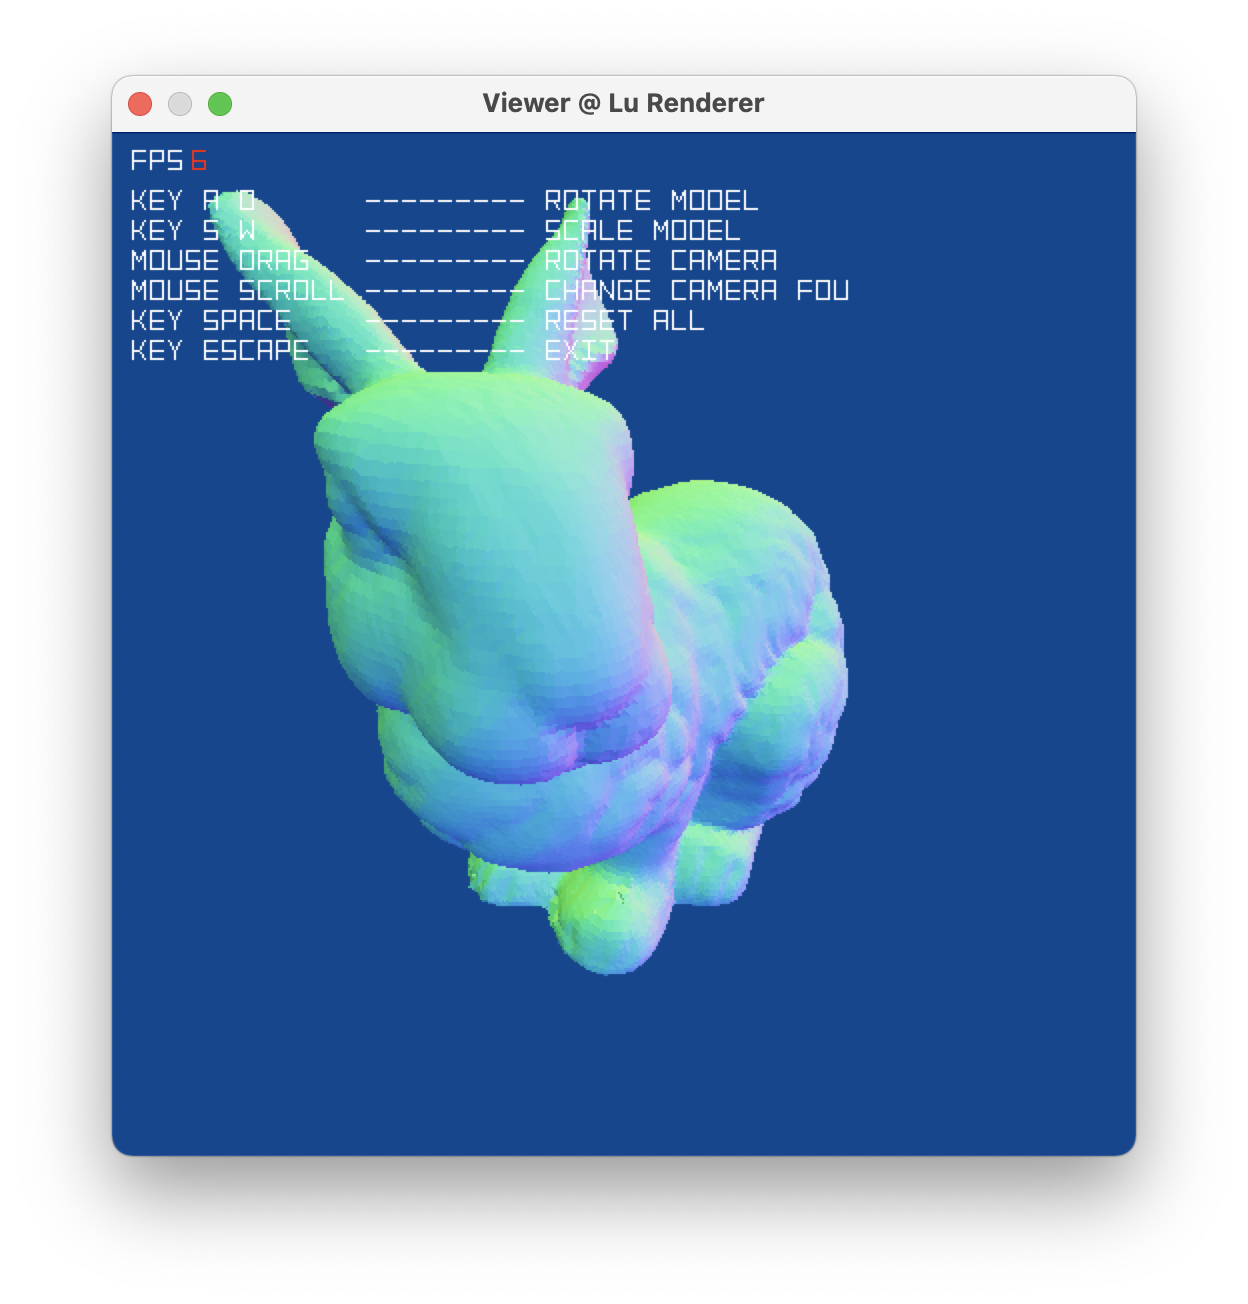 Viewer @ Lu Renderer
FPS 6
KEY A D --------- ROTATE MODEL
KEY S W --------- SCALE MODEL
MOUSE DRAG --------- ROTATE CAMERA
MOUSE SCROLL --------- CHANGE CAMERA FOV
KEY SPACE --------- RESET ALL
KEY ESCAPE --------- EXIT